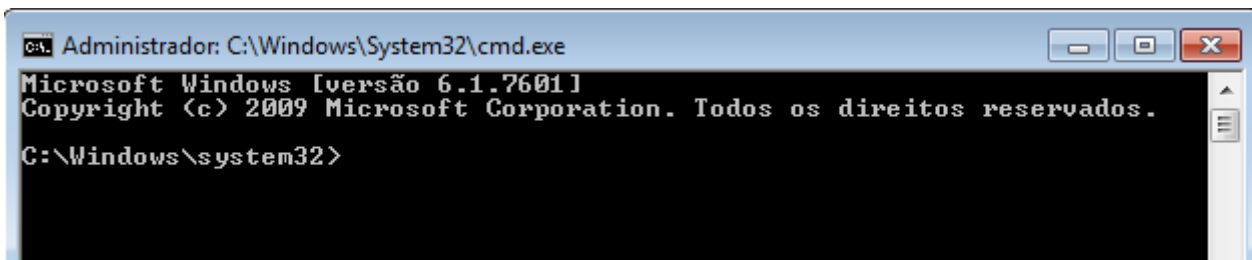 Administrador: C:\Windows\System32\cmd.exe
Microsoft Windows [versão 6.1.7601]
Copyright (c) 2009 Microsoft Corporation. Todos os direitos reservados.
C:\Windows\system32>